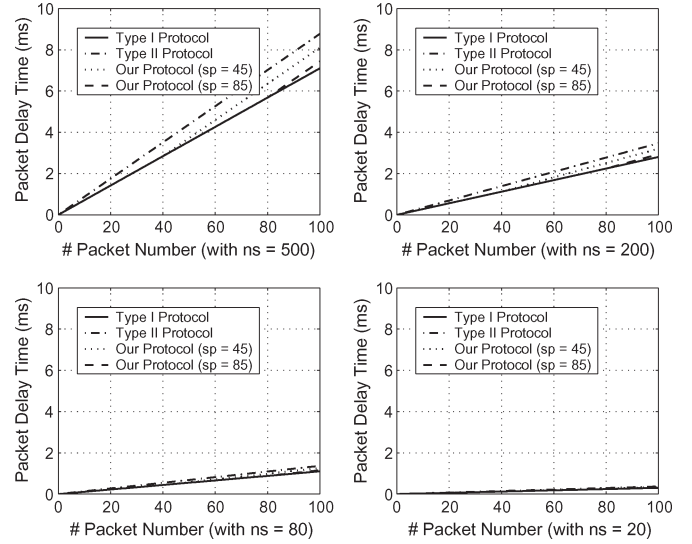 Packet Delay Time (ms)
10
8
6
4
2
0
Type I Protocol
Type II Protocol
Our Protocol (sp = 45)
Our Protocol (sp = 85)
0 20 40 60 80 100
# Packet Number (with ns = 500)
Packet Delay Time (ms)
10
8
6
4
2
0
Type I Protocol
Type II Protocol
Our Protocol (sp = 45)
Our Protocol (sp = 85)
0 20 40 60 80 100
# Packet Number (with ns = 200)
Packet Delay Time (ms)
10
8
6
4
2
0
Type I Protocol
Type II Protocol
Our Protocol (sp = 45)
Our Protocol (sp = 85)
0 20 40 60 80 100
# Packet Number (with ns = 80)
Packet Delay Time (ms)
10
8
6
4
2
0
Type I Protocol
Type II Protocol
Our Protocol (sp = 45)
Our Protocol (sp = 85)
0 20 40 60 80 100
# Packet Number (with ns = 20)